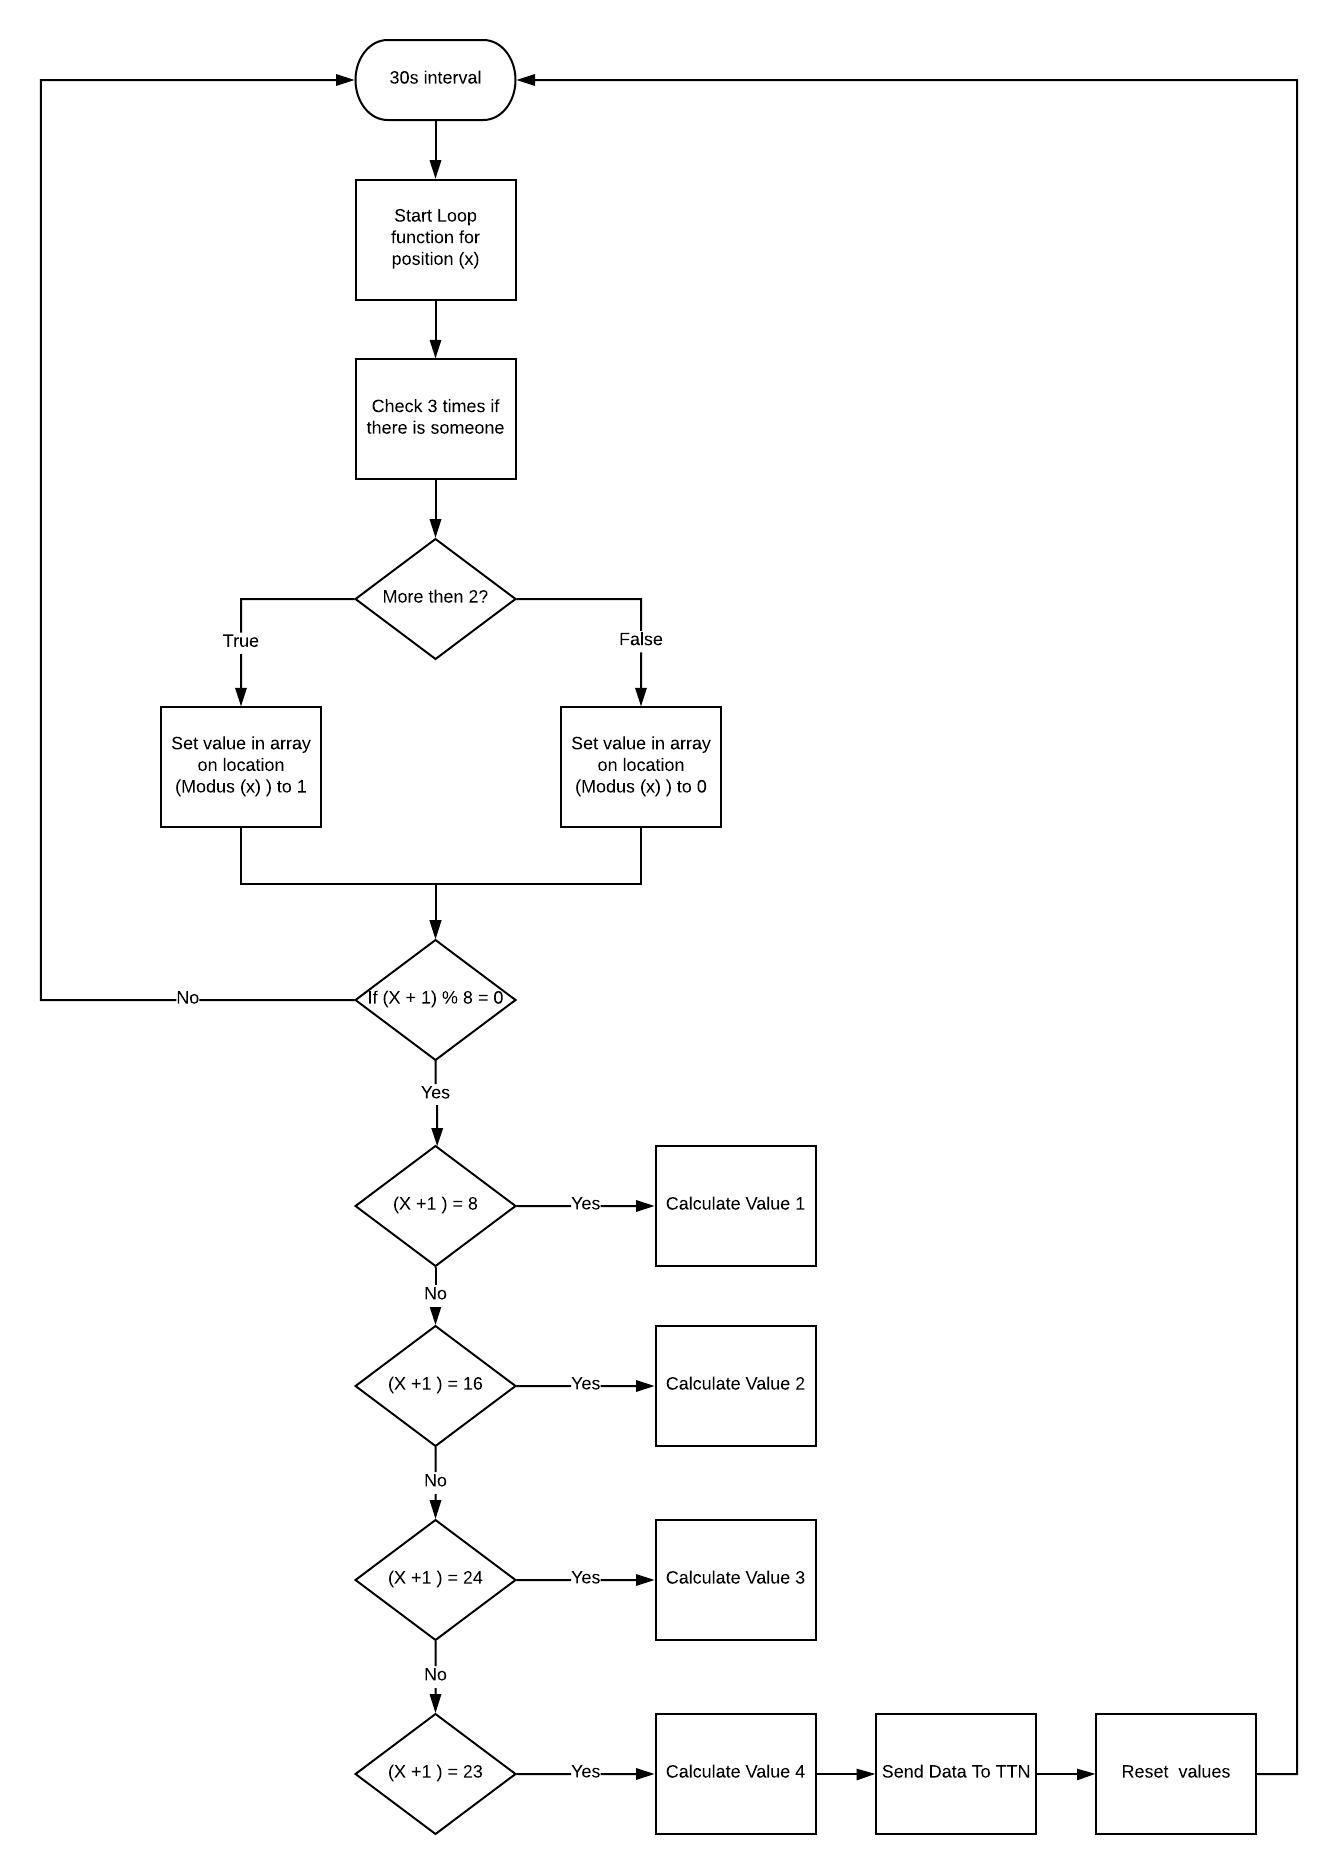 30s interval
Start Loop
function for
position (x)
Check 3 times if
there is someone
More then 2?
True
False
Set value in array
on location
(Modus (x) ) to 1
Set value in array
on location
(Modus (x) ) to 0
If (X + 1) % 8 = 0
No
Yes
(X +1 ) = 8
Yes
Calculate Value 1
No
(X +1 ) = 16
Yes
Calculate Value 2
No
(X +1 ) = 24
Yes
Calculate Value 3
No
(X +1 ) = 23
Yes
Calculate Value 4
Send Data To TTN
Reset values